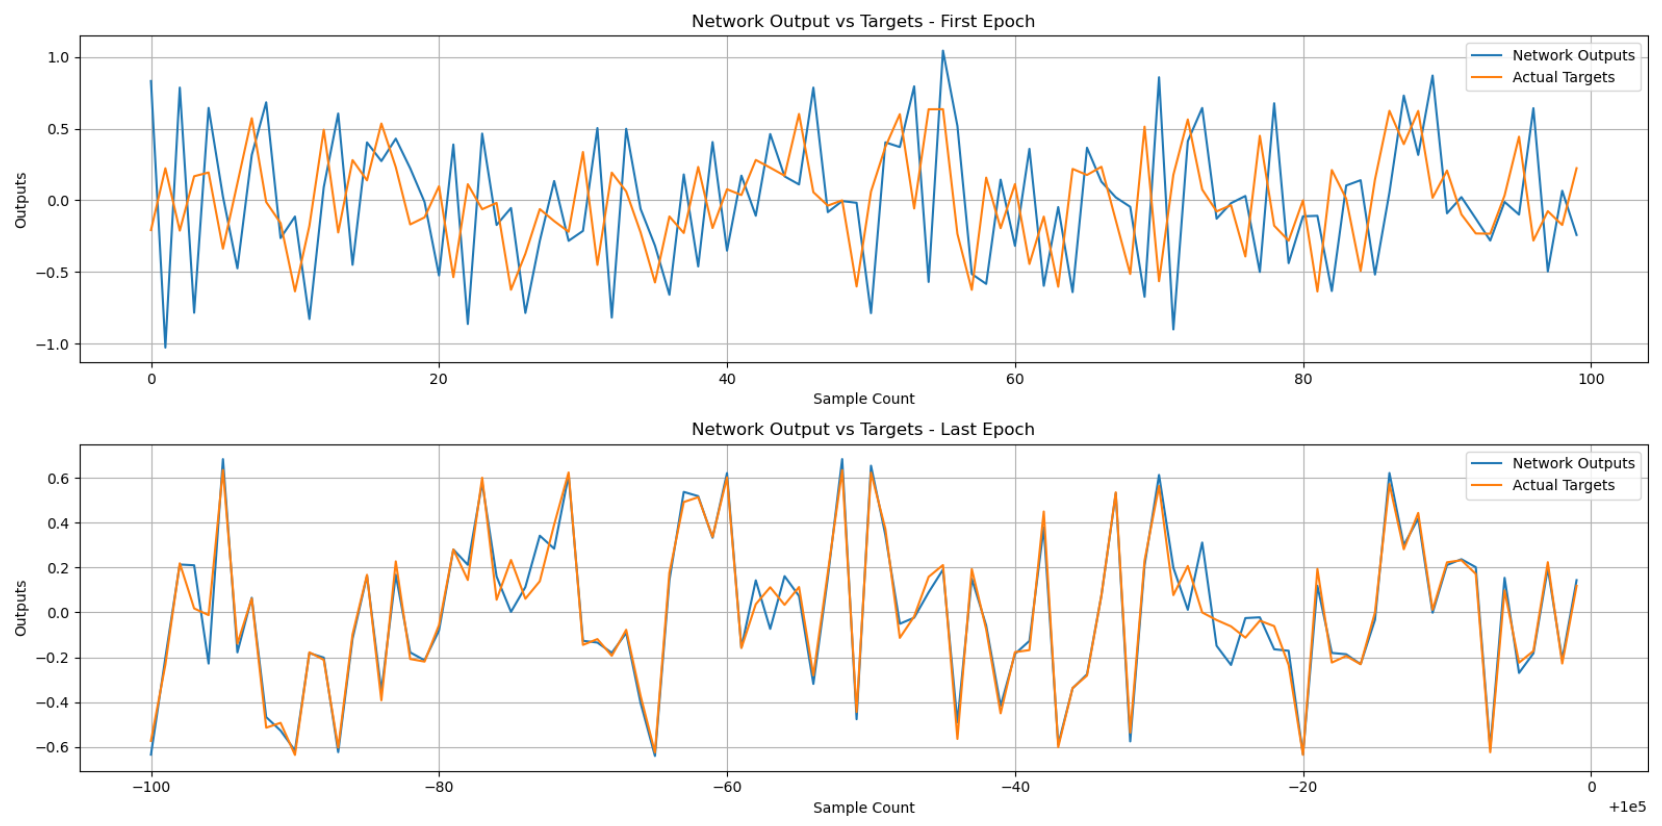 Network Output vs Targets - First Epoch
1.0
0.5
0.0
−0.5
−1.0
Outputs
Network Outputs
Actual Targets
0 20 40 60 80 100
Sample Count
Network Output vs Targets - Last Epoch
0.6
0.4
0.2
0.0
−0.2
−0.4
−0.6
Outputs
Network Outputs
Actual Targets
−100 −80 −60 −40 −20 0
Sample Count
+1e5